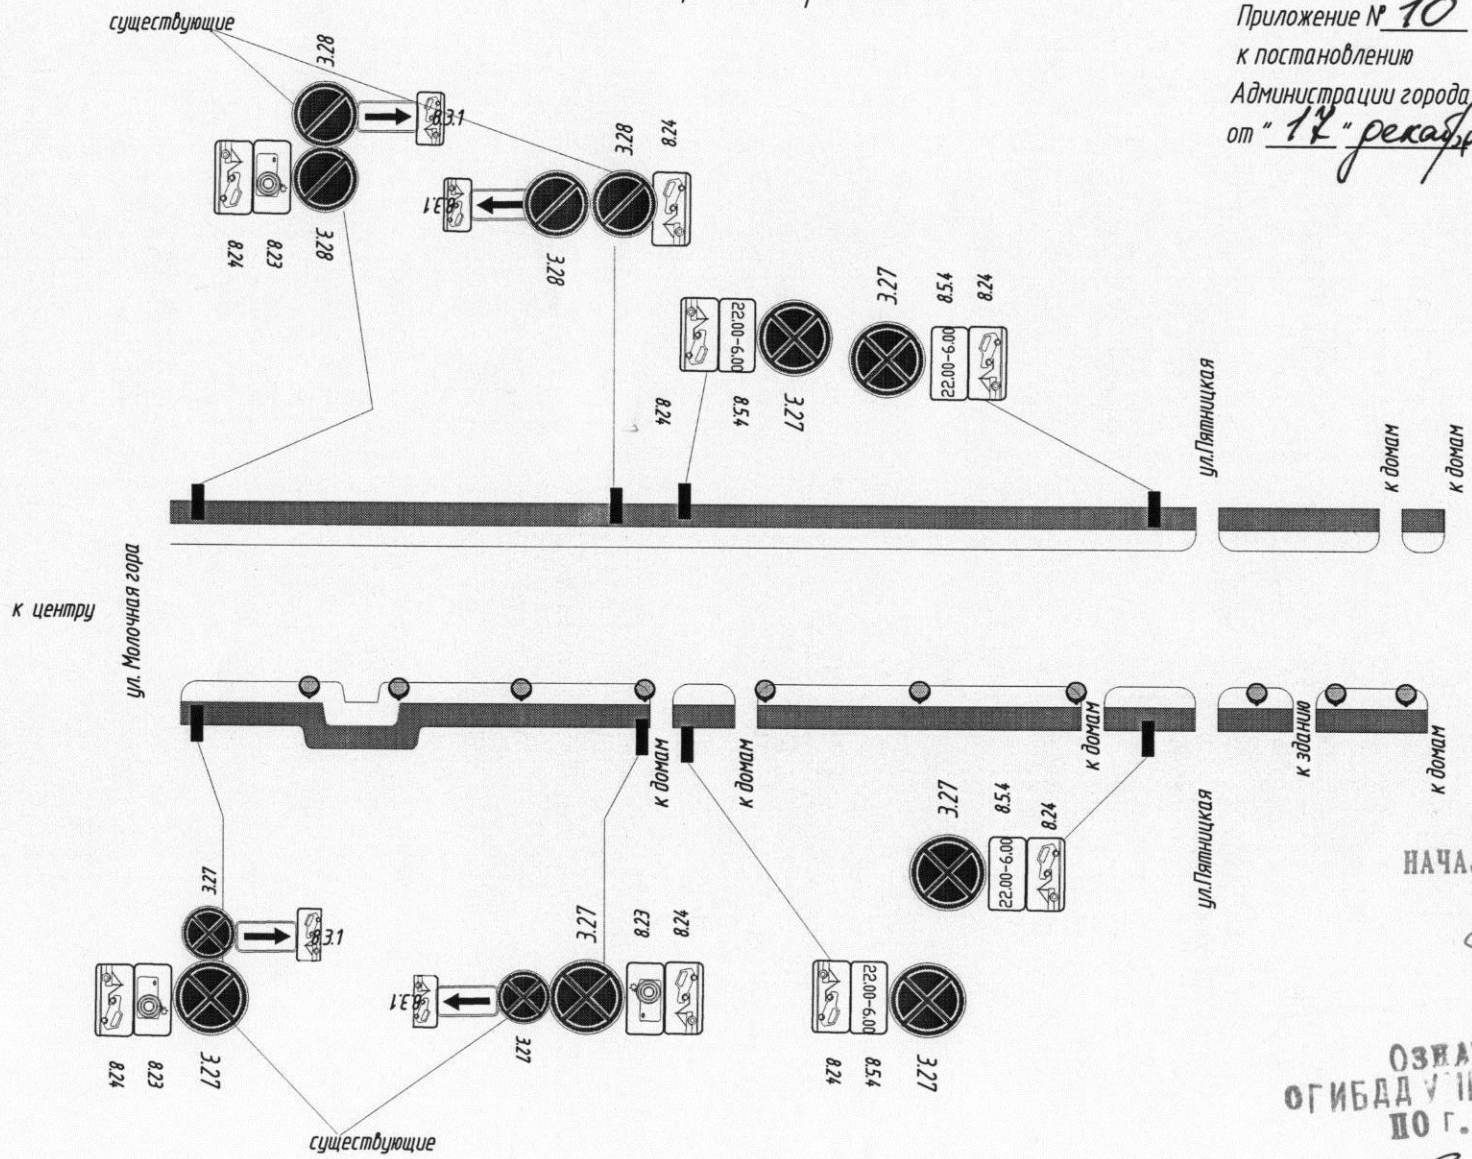 существующие
Приложение № 10
к постановлению
Администрации города
от "17" декабр
3.28
8.3.1
8.24
8.23
3.28
3.28
8.24
8.3.1
3.28
3.27
8.5.4
8.24
22.00-6.00
22.00-6.00
8.24
8.5.4
3.27
ул.Пятницкая
к домам
к домам
к центру
ул. Молочная гора
к домам
к домам
к домам
к зданию
к домам
ул.Пятницкая
3.27
8.5.4
8.24
22.00-6.00
НАЧА
3.27
8.3.1
8.24
8.23
3.27
3.27
8.23
8.24
8.3.1
3.27
22.00-6.00
8.24
8.5.4
3.27
существующие
ОЗНА
ОГИБДД
ПО г.